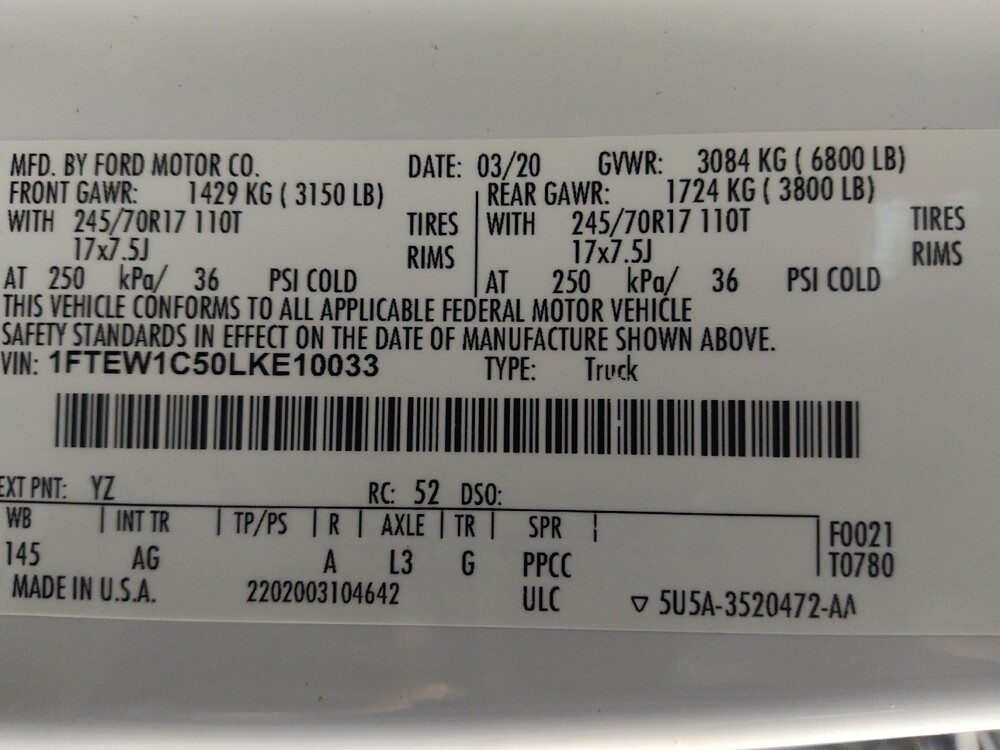 MFD. BY FORD MOTOR CO. DATE: 03/20 GVWR: 3084 KG ( 6800 LB)
FRONT GAWR: 1429 KG ( 3150 LB) REAR GAWR: 1724 KG ( 3800 LB)
WITH 245/70R17 110T TIRES WITH 245/70R17 110T TIRES
17x7.5J RIMS 17x7.5J RIMS
AT 250 kPa/ 36 PSI COLD AT 250 kPa/ 36 PSI COLD
THIS VEHICLE CONFORMS TO ALL APPLICABLE FEDERAL MOTOR VEHICLE
SAFETY STANDARDS IN EFFECT ON THE DATE OF MANUFACTURE SHOWN ABOVE.
VIN: 1FTEW1C50LKE10033 TYPE: Truck
EXT PNT: YZ RC: 52 DSO:
WB INT TR TP/PS R AXLE TR SPR F0021
145 AG A L3 G PPCC T0780
MADE IN U.S.A. 2202003104642 ULC ▽ 5U5A-3520472-AA